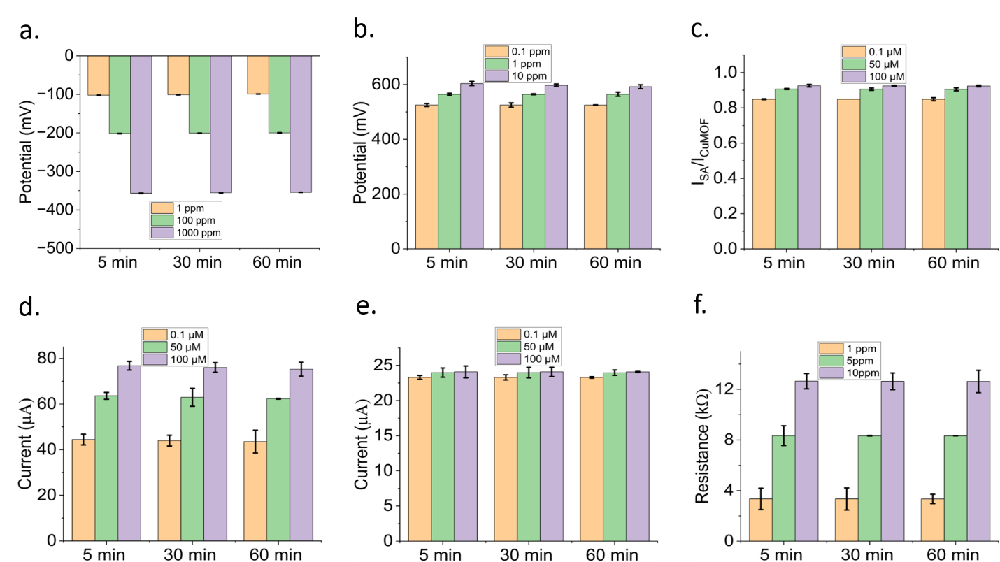 a.
Potential (mV)
0
−100
−200
−300
−400
−500
1 ppm
100 ppm
1000 ppm
5 min 30 min 60 min
b.
Potential (mV)
600
400
200
0
0.1 ppm
1 ppm
10 ppm
5 min 30 min 60 min
c.
I_SA/I_CuMOF
1.0
0.8
0.6
0.4
0.2
0.0
0.1 μM
50 μM
100 μM
5 min 30 min 60 min
d.
Current (μA)
80
60
40
20
0
0.1 μM
50 μM
100 μM
5 min 30 min 60 min
e.
Current (μA)
25
20
15
10
5
0
0.1 μM
50 μM
100 μM
5 min 30 min 60 min
f.
Resistance (kΩ)
12
8
4
0
1 ppm
5ppm
10ppm
5 min 30 min 60 min